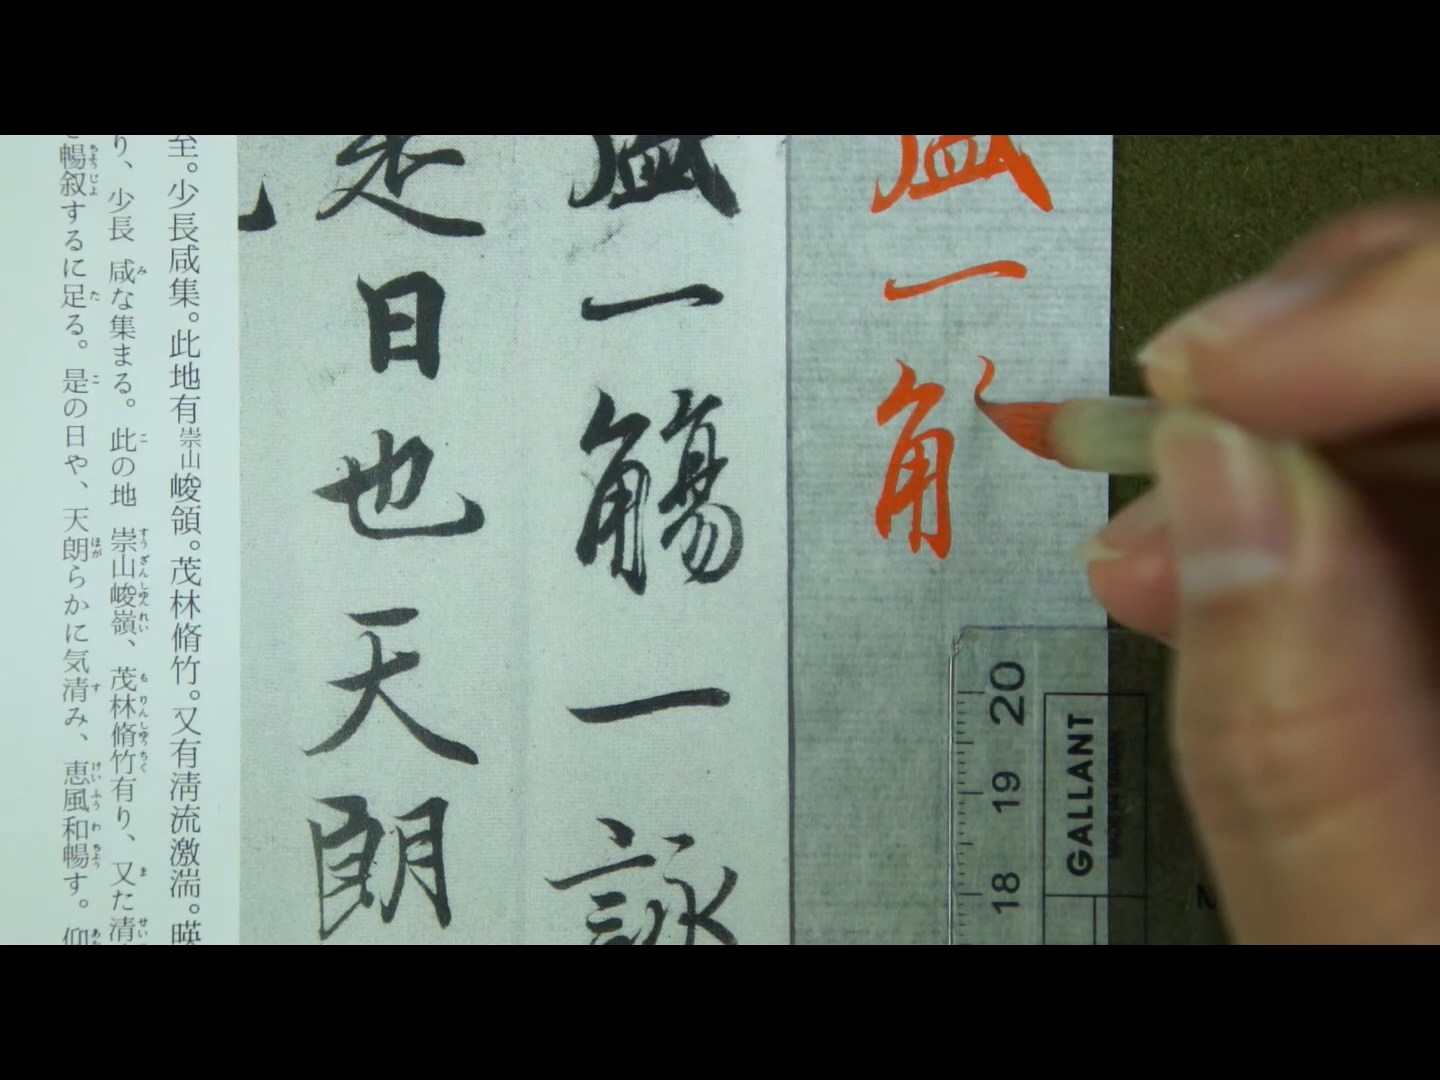 盛一角
盛一觴一詠
是日也天朗
至。少長咸集。此地有崇山峻領。茂林脩竹。又有清流激湍。暎
り、少長咸な集まる。此の地崇山峻嶺、茂林脩竹有り、又た清
暢叙するに足る。是の日や、天朗らかに気清み、恵風和暢す。仰
20
19
18
GALLANT